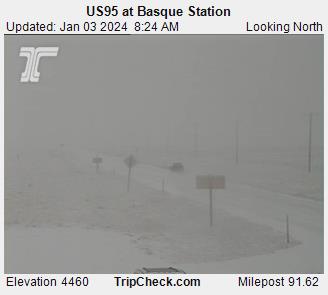 US95 at Basque Station
Updated: Jan 03 2024 8:24 AM Looking North
Elevation 4460 TripCheck.com Milepost 91.62